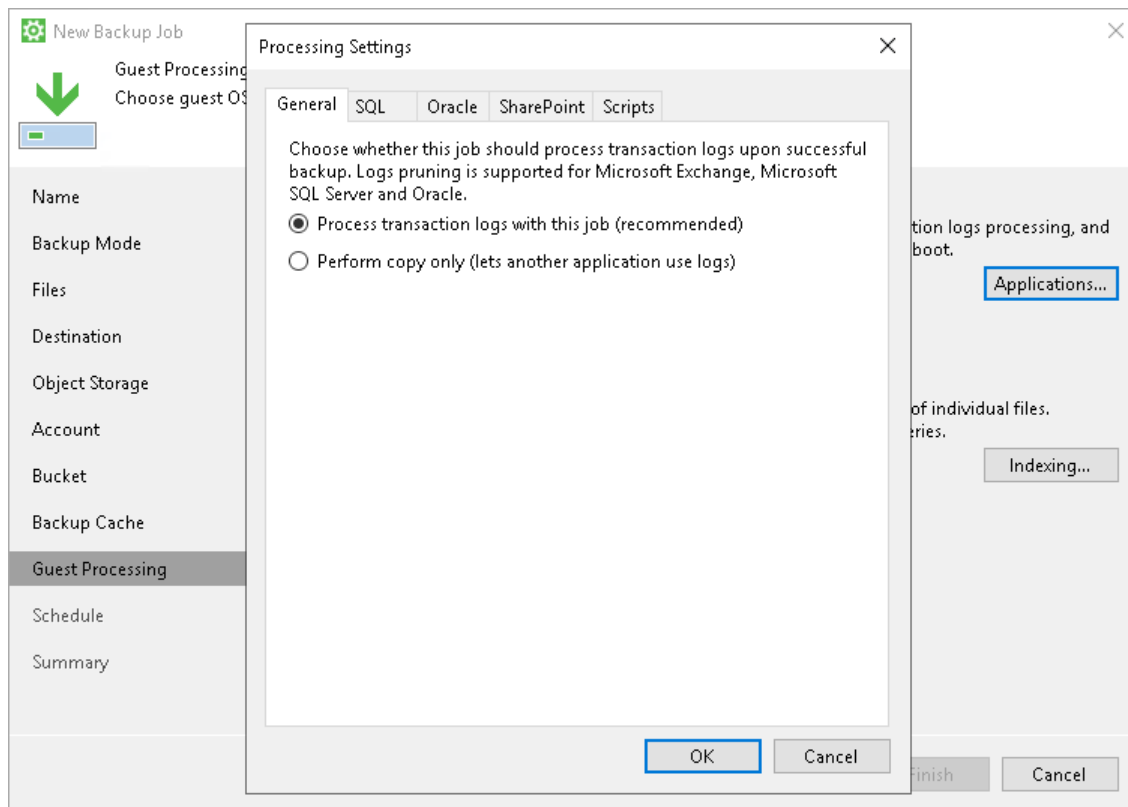 New Backup Job
Guest Processing
Choose guest OS
Name
Backup Mode
Files
Destination
Object Storage
Account
Bucket
Backup Cache
Guest Processing
Schedule
Summary
Processing Settings
General SQL Oracle SharePoint Scripts
Choose whether this job should process transaction logs upon successful
backup. Logs pruning is supported for Microsoft Exchange, Microsoft
SQL Server and Oracle.
Process transaction logs with this job (recommended)
Perform copy only (lets another application use logs)
OK Cancel
tion logs processing, and
boot.
Applications...
of individual files.
eries.
Indexing...
Finish Cancel